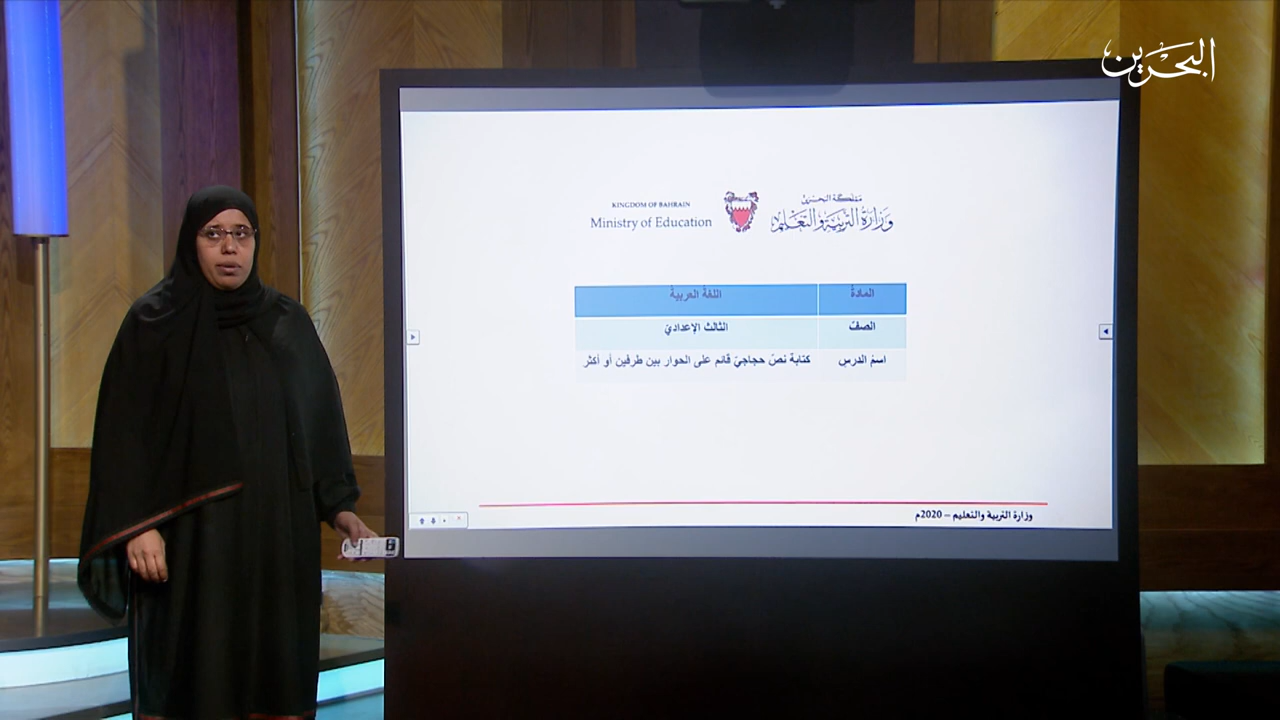 البحرين
KINGDOM OF BAHRAIN
Ministry of Education
مملكة البحرين
وزارة التربية والتعليم
المادة اللغة العربية
الصف الثالث الإعدادي
اسم الدرس كتابة نص حجاجي قائم على الحوار بين طرفين أو أكثر
وزارة التربية والتعليم – 2020م